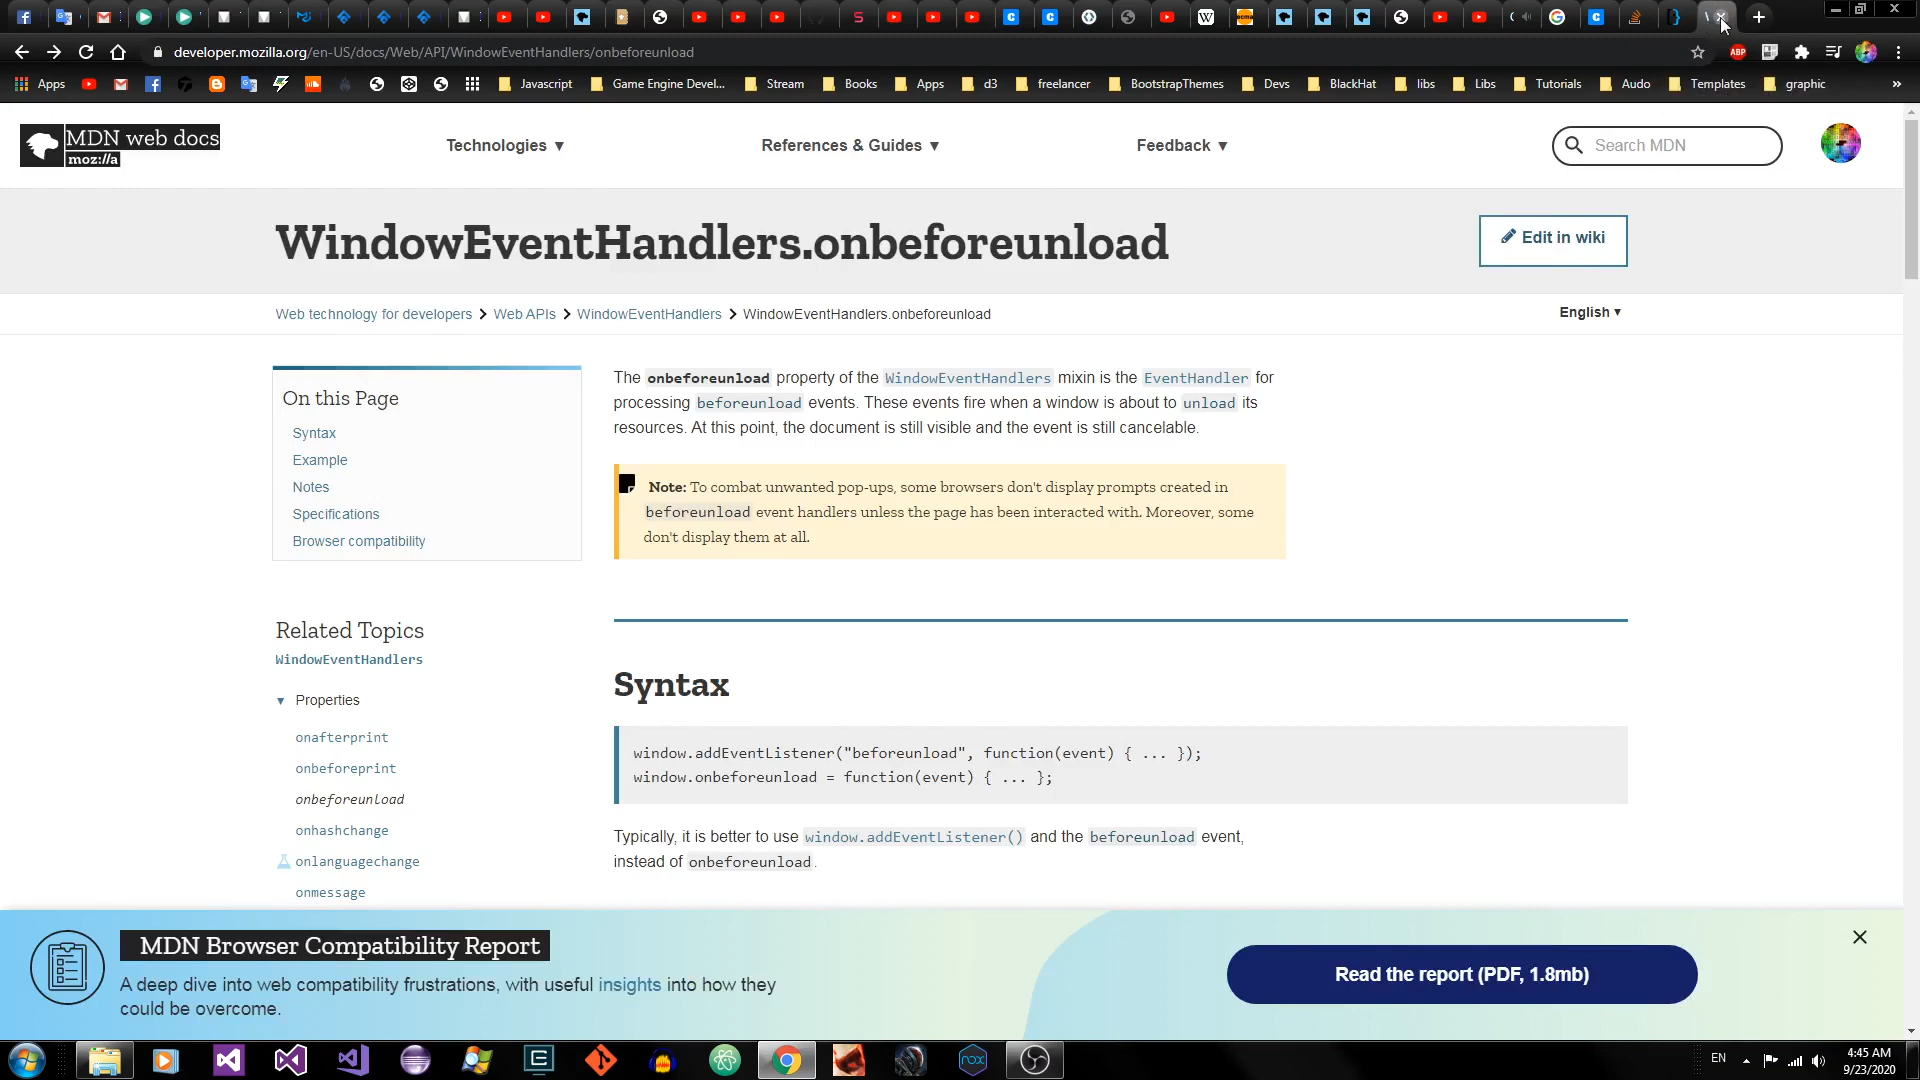 developer.mozilla.org/en-US/docs/Web/API/WindowEventHandlers/onbeforeunload
Apps Javascript Game Engine Devel... Stream Books Apps d3 freelancer BootstrapThemes Devs BlackHat libs Libs Tutorials Audo Templates graphic »
MDN web docs
moz://a
Technologies ▼ References & Guides ▼ Feedback ▼ Search MDN
WindowEventHandlers.onbeforeunload
Edit in wiki
Web technology for developers > Web APIs > WindowEventHandlers > WindowEventHandlers.onbeforeunload
English ▼
On this Page
Syntax
Example
Notes
Specifications
Browser compatibility
The onbeforeunload property of the WindowEventHandlers mixin is the EventHandler for
processing beforeunload events. These events fire when a window is about to unload its
resources. At this point, the document is still visible and the event is still cancelable.
Note: To combat unwanted pop-ups, some browsers don't display prompts created in
beforeunload event handlers unless the page has been interacted with. Moreover, some
don't display them at all.
Related Topics
WindowEventHandlers
▼ Properties
onafterprint
onbeforeprint
onbeforeunload
onhashchange
onlanguagechange
onmessage
Syntax
window.addEventListener("beforeunload", function(event) { ... });
window.onbeforeunload = function(event) { ... };
Typically, it is better to use window.addEventListener() and the beforeunload event,
instead of onbeforeunload.
MDN Browser Compatibility Report
A deep dive into web compatibility frustrations, with useful insights into how they
could be overcome.
Read the report (PDF, 1.8mb)
EN
4:45 AM
9/23/2020